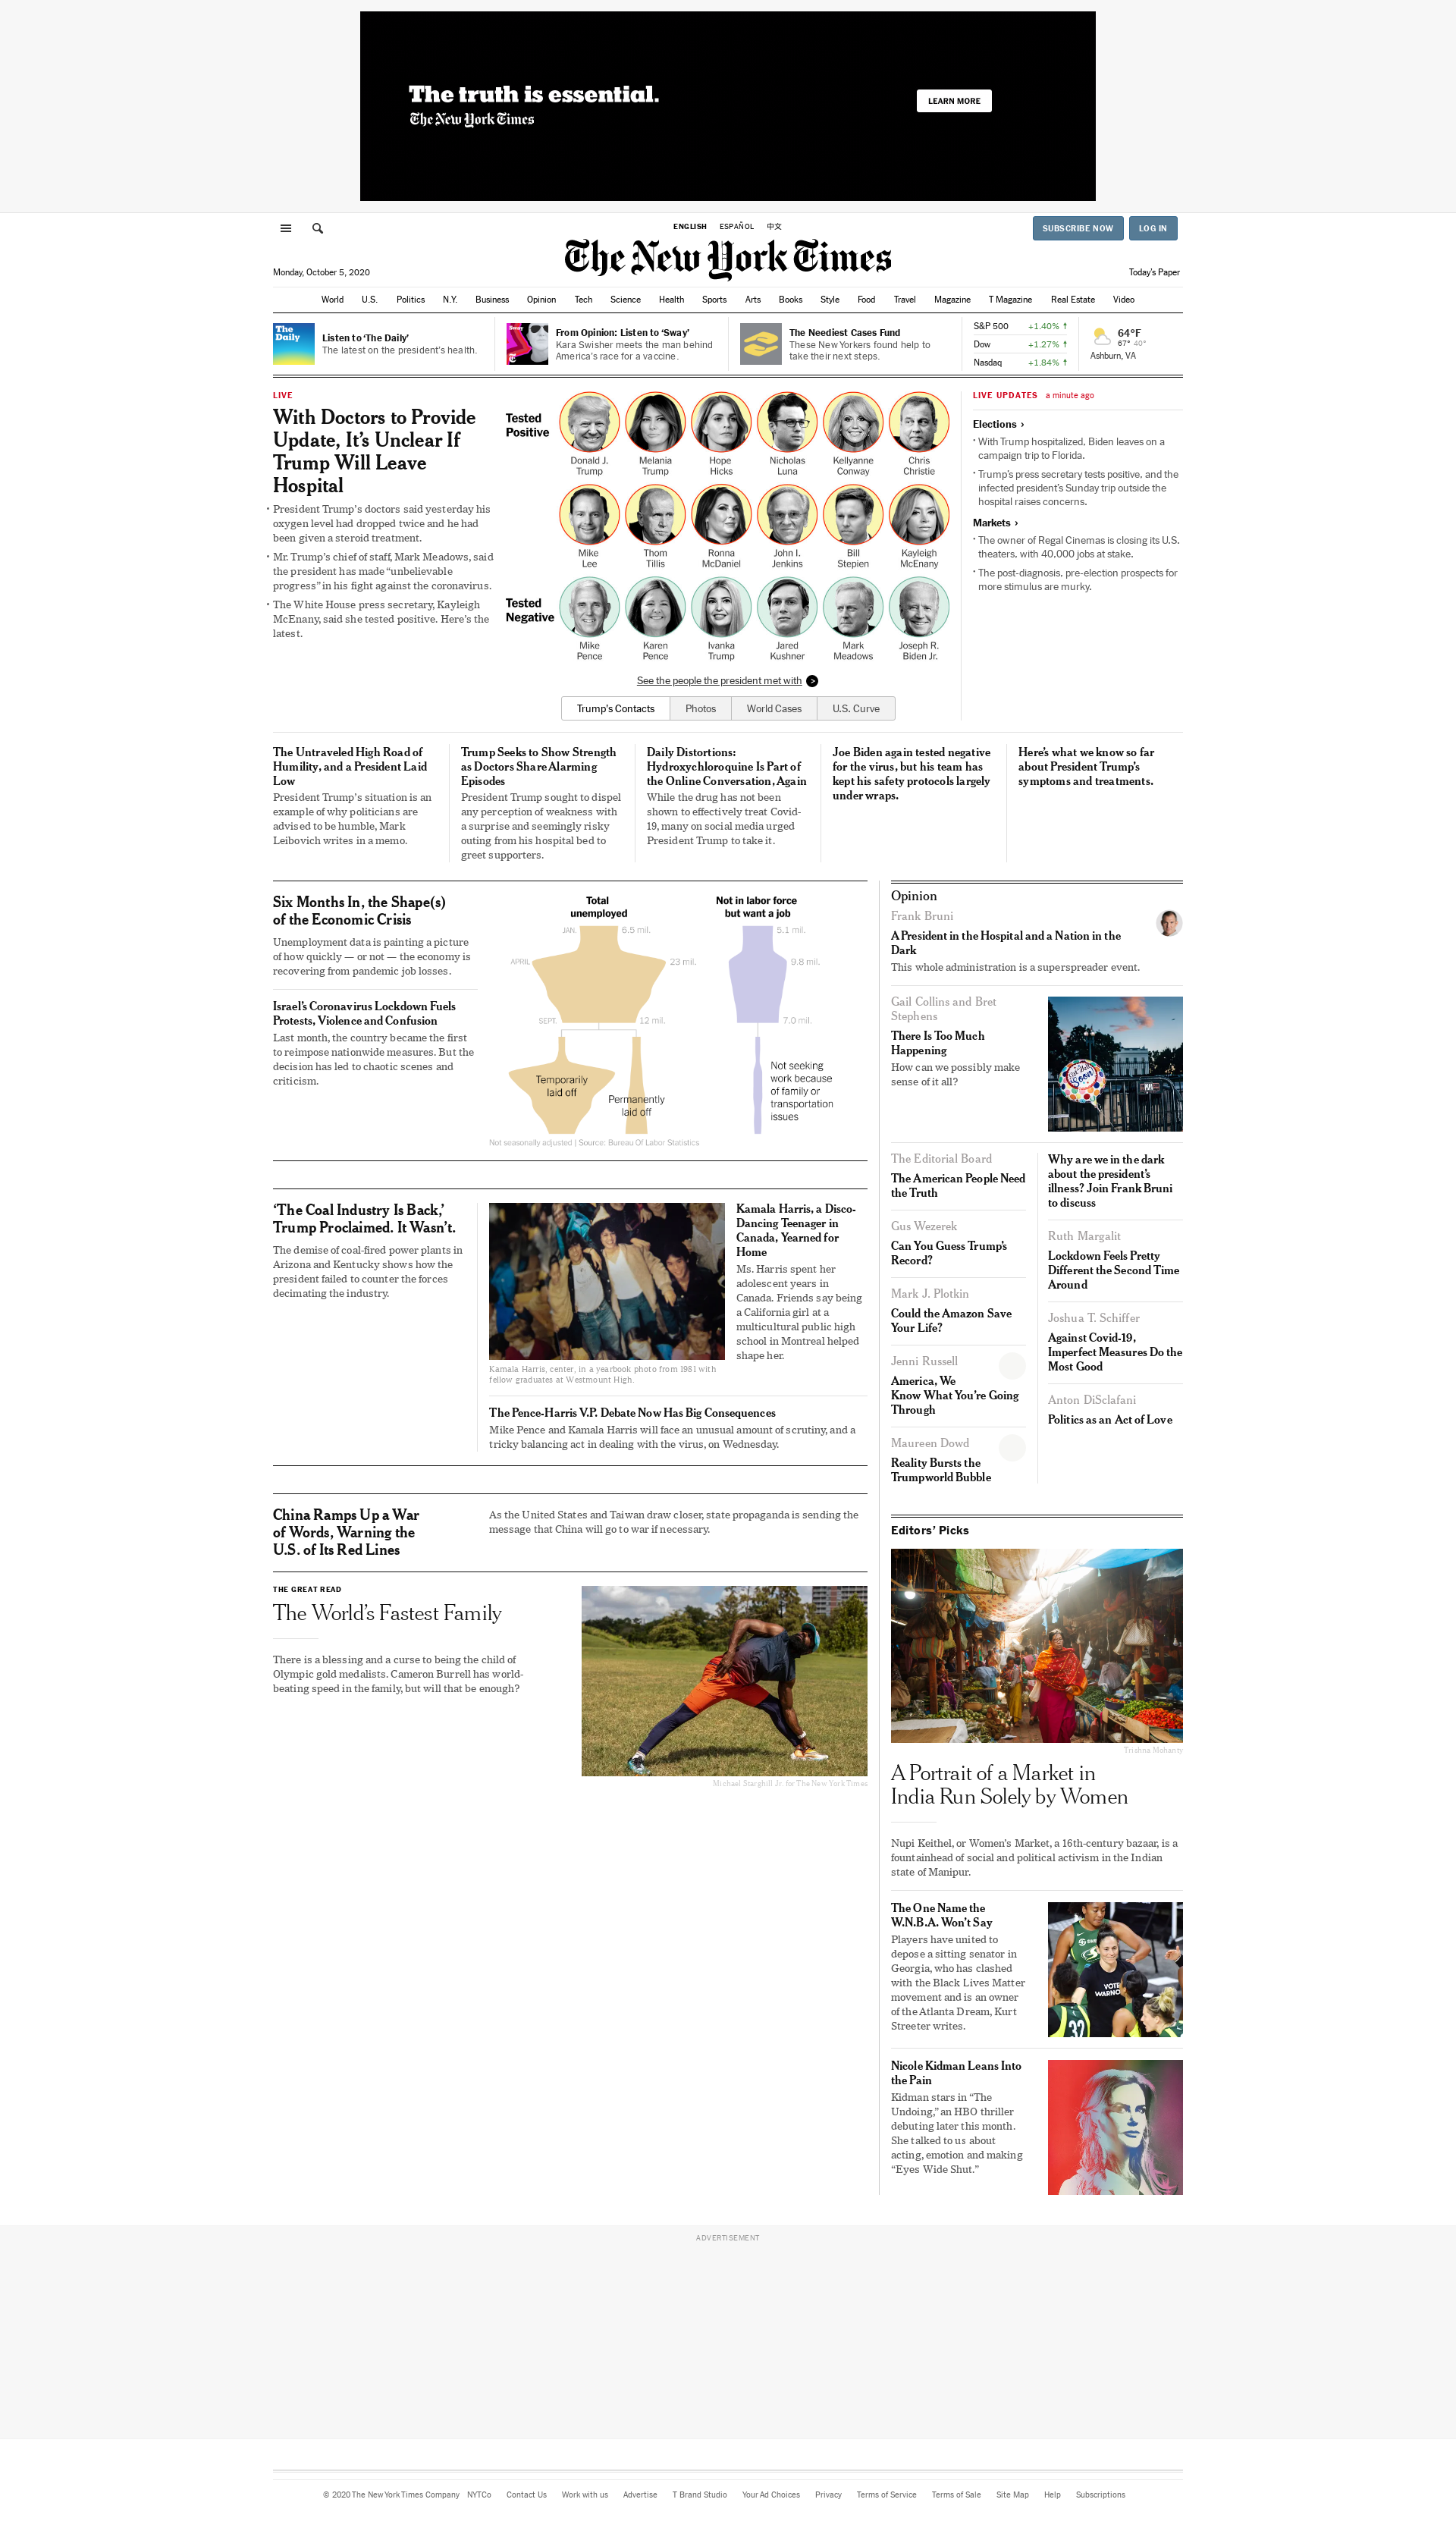 The truth is essential.
The New York Times
LEARN MORE
ENGLISH ESPAÑOL 中文
SUBSCRIBE NOW LOG IN
The New York Times
Monday, October 5, 2020
Today's Paper
World U.S. Politics N.Y. Business Opinion Tech Science Health Sports Arts Books Style Food Travel Magazine T Magazine Real Estate Video
The
Daily
Listen to ‘The Daily’
The latest on the president's health.
Sway
From Opinion: Listen to ‘Sway’
Kara Swisher meets the man behind
America's race for a vaccine.
The Neediest Cases Fund
These New Yorkers found help to
take their next steps.
S&P 500 +1.40% ↑
Dow +1.27% ↑
Nasdaq +1.84% ↑
64°F
67° 40°
Ashburn, VA
LIVE
With Doctors to Provide
Update, It’s Unclear If
Trump Will Leave
Hospital
• President Trump’s doctors said yesterday his
oxygen level had dropped twice and he had
been given a steroid treatment.
• Mr. Trump’s chief of staff, Mark Meadows, said
the president has made “unbelievable
progress” in his fight against the coronavirus.
• The White House press secretary, Kayleigh
McEnany, said she tested positive. Here’s the
latest.
Tested
Positive
Donald J.
Trump
Melania
Trump
Hope
Hicks
Nicholas
Luna
Kellyanne
Conway
Chris
Christie
Mike
Lee
Thom
Tillis
Ronna
McDaniel
John I.
Jenkins
Bill
Stepien
Kayleigh
McEnany
Tested
Negative
Mike
Pence
Karen
Pence
Ivanka
Trump
Jared
Kushner
Mark
Meadows
Joseph R.
Biden Jr.
See the people the president met with >
Trump's Contacts Photos World Cases U.S. Curve
LIVE UPDATES a minute ago
Elections ›
• With Trump hospitalized, Biden leaves on a
campaign trip to Florida.
• Trump’s press secretary tests positive, and the
infected president’s Sunday trip outside the
hospital raises concerns.
Markets ›
• The owner of Regal Cinemas is closing its U.S.
theaters, with 40,000 jobs at stake.
• The post-diagnosis, pre-election prospects for
more stimulus are murky.
The Untraveled High Road of
Humility, and a President Laid
Low
President Trump’s situation is an
example of why politicians are
advised to be humble, Mark
Leibovich writes in a memo.
Trump Seeks to Show Strength
as Doctors Share Alarming
Episodes
President Trump sought to dispel
any perception of weakness with
a surprise and seemingly risky
outing from his hospital bed to
greet supporters.
Daily Distortions:
Hydroxychloroquine Is Part of
the Online Conversation, Again
While the drug has not been
shown to effectively treat Covid-
19, many on social media urged
President Trump to take it.
Joe Biden again tested negative
for the virus, but his team has
kept his safety protocols largely
under wraps.
Here’s what we know so far
about President Trump’s
symptoms and treatments.
Six Months In, the Shape(s)
of the Economic Crisis
Unemployment data is painting a picture
of how quickly — or not — the economy is
recovering from pandemic job losses.
Israel’s Coronavirus Lockdown Fuels
Protests, Violence and Confusion
Last month, the country became the first
to reimpose nationwide measures. But the
decision has led to chaotic scenes and
criticism.
Total
unemployed
Not in labor force
but want a job
JAN. 6.5 mil. 5.1 mil.
APRIL 23 mil. 9.8 mil.
SEPT. 12 mil. 7.0 mil.
Temporarily
laid off
Permanently
laid off
Not seeking
work because
of family or
transportation
issues
Not seasonally adjusted | Source: Bureau Of Labor Statistics
‘The Coal Industry Is Back,’
Trump Proclaimed. It Wasn’t.
The demise of coal-fired power plants in
Arizona and Kentucky shows how the
president failed to counter the forces
decimating the industry.
Kamala Harris, center, in a yearbook photo from 1981 with
fellow graduates at Westmount High.
Kamala Harris, a Disco-
Dancing Teenager in
Canada, Yearned for
Home
Ms. Harris spent her
adolescent years in
Canada. Friends say being
a California girl at a
multicultural public high
school in Montreal helped
shape her.
The Pence-Harris V.P. Debate Now Has Big Consequences
Mike Pence and Kamala Harris will face an unusual amount of scrutiny, and a
tricky balancing act in dealing with the virus, on Wednesday.
China Ramps Up a War
of Words, Warning the
U.S. of Its Red Lines
As the United States and Taiwan draw closer, state propaganda is sending the
message that China will go to war if necessary.
THE GREAT READ
The World’s Fastest Family
There is a blessing and a curse to being the child of
Olympic gold medalists. Cameron Burrell has world-
beating speed in the family, but will that be enough?
Michael Starghill Jr. for The New York Times
Opinion
Frank Bruni
A President in the Hospital and a Nation in the
Dark
This whole administration is a superspreader event.
Gail Collins and Bret
Stephens
There Is Too Much
Happening
How can we possibly make
sense of it all?
Soon
The Editorial Board
The American People Need
the Truth
Gus Wezerek
Can You Guess Trump’s
Record?
Mark J. Plotkin
Could the Amazon Save
Your Life?
Jenni Russell
America, We
Know What You’re Going
Through
Maureen Dowd
Reality Bursts the
Trumpworld Bubble
Why are we in the dark
about the president’s
illness? Join Frank Bruni
to discuss
Ruth Margalit
Lockdown Feels Pretty
Different the Second Time
Around
Joshua T. Schiffer
Against Covid-19,
Imperfect Measures Do the
Most Good
Anton DiSclafani
Politics as an Act of Love
Editors’ Picks
Trishna Mohanty
A Portrait of a Market in
India Run Solely by Women
Nupi Keithel, or Women’s Market, a 16th-century bazaar, is a
fountainhead of social and political activism in the Indian
state of Manipur.
The One Name the
W.N.B.A. Won’t Say
Players have united to
depose a sitting senator in
Georgia, who has clashed
with the Black Lives Matter
movement and is an owner
of the Atlanta Dream, Kurt
Streeter writes.
VOTE
WARNOCK
32
Nicole Kidman Leans Into
the Pain
Kidman stars in “The
Undoing,” an HBO thriller
debuting later this month.
She talked to us about
acting, emotion and making
“Eyes Wide Shut.”
ADVERTISEMENT
© 2020 The New York Times Company NYTCo Contact Us Work with us Advertise T Brand Studio Your Ad Choices Privacy Terms of Service Terms of Sale Site Map Help Subscriptions